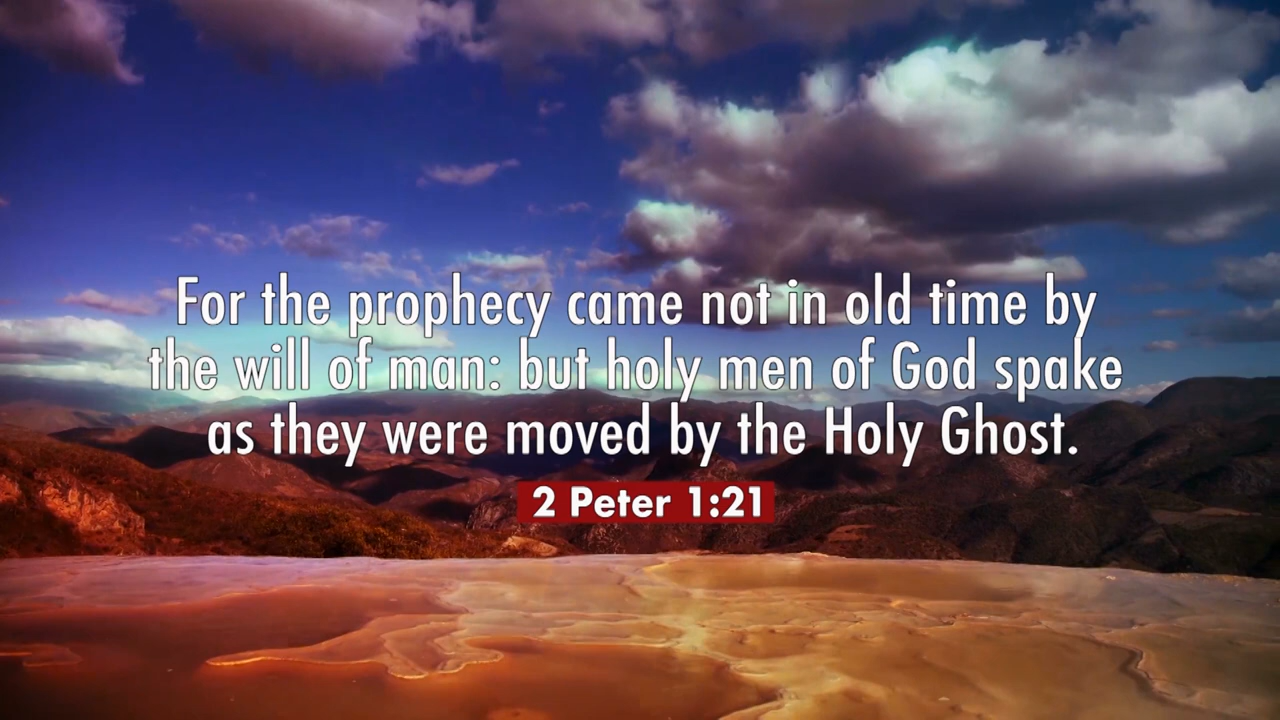 For the prophecy came not in old time by
the will of man: but holy men of God spake
as they were moved by the Holy Ghost.
2 Peter 1:21